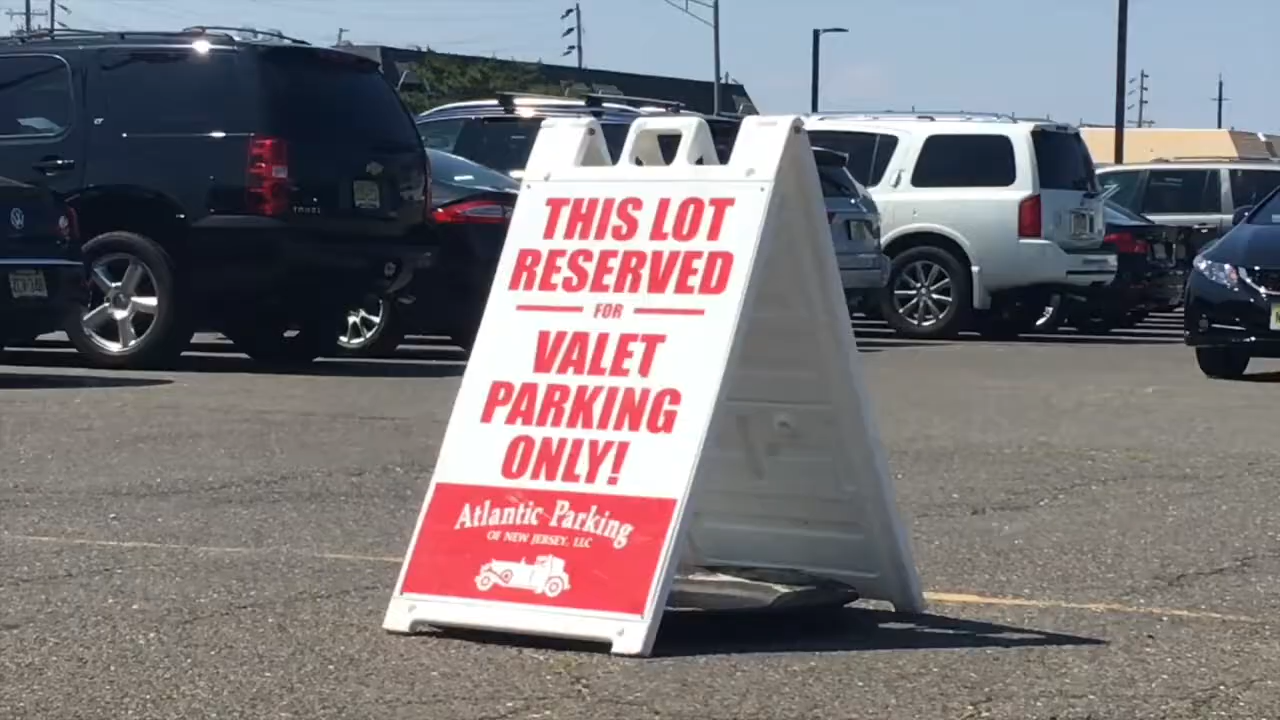 THIS LOT
RESERVED
FOR
VALET
PARKING
ONLY!
Atlantic Parking
OF NEW JERSEY, LLC